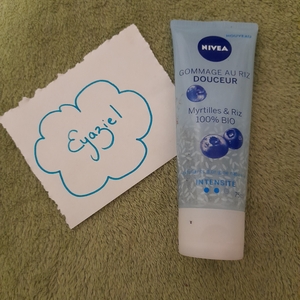 Eyaziel
NIVEA
GOMMAGE AU RIZ
DOUCEUR
Myrtilles & Riz
100% BIO
INTENSITÉ